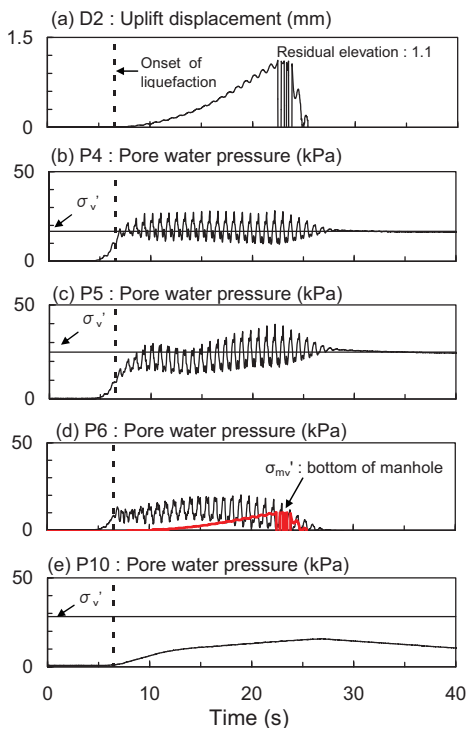 (a) D2 : Uplift displacement (mm)
1.5
Onset of
liquefaction
Residual elevation : 1.1
0
(b) P4 : Pore water pressure (kPa)
50
σv'
0
(c) P5 : Pore water pressure (kPa)
50
σv'
0
(d) P6 : Pore water pressure (kPa)
50
σmv' : bottom of manhole
0
(e) P10 : Pore water pressure (kPa)
50
σv'
0
0 10 20 30 40
Time (s)